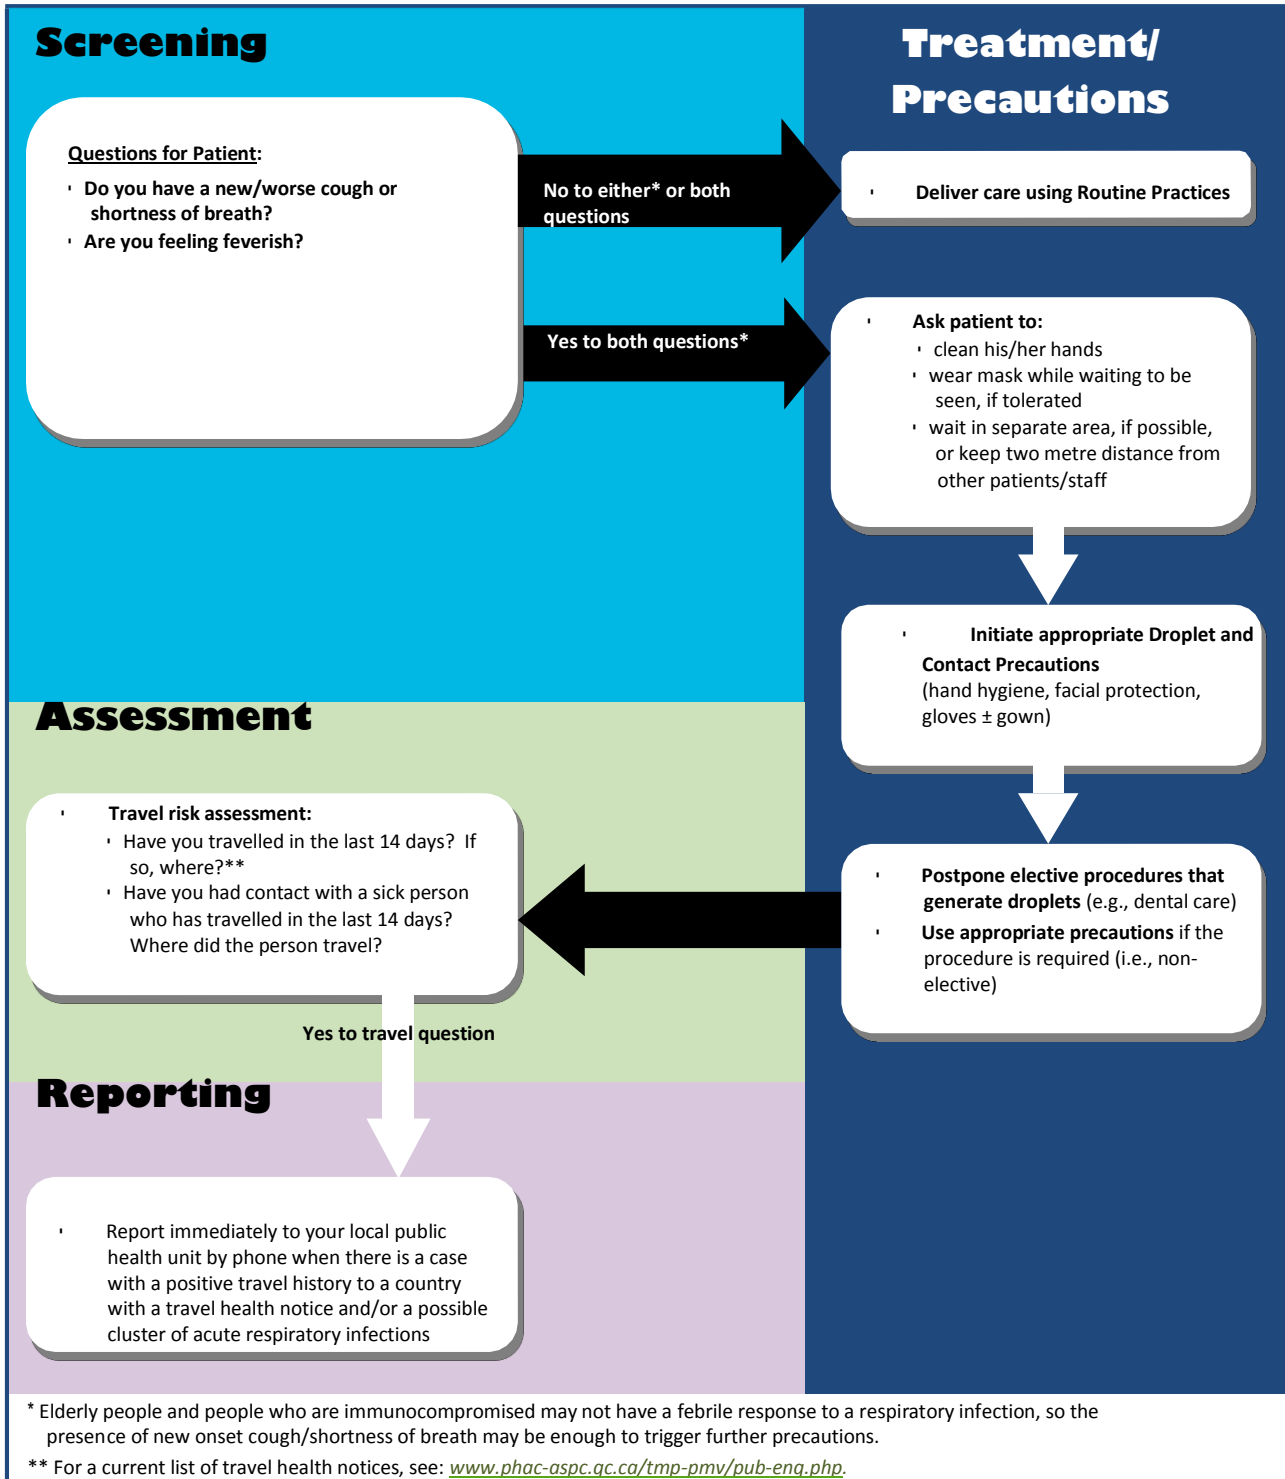 Screening
Questions for Patient:
· Do you have a new/worse cough or
shortness of breath?
· Are you feeling feverish?
No to either* or both
questions
Yes to both questions*
Treatment/
Precautions
· Deliver care using Routine Practices
· Ask patient to:
· clean his/her hands
· wear mask while waiting to be
seen, if tolerated
· wait in separate area, if possible,
or keep two metre distance from
other patients/staff
· Initiate appropriate Droplet and
Contact Precautions
(hand hygiene, facial protection,
gloves ± gown)
· Postpone elective procedures that
generate droplets (e.g., dental care)
· Use appropriate precautions if the
procedure is required (i.e., non-
elective)
Assessment
· Travel risk assessment:
· Have you travelled in the last 14 days?  If
so, where?**
· Have you had contact with a sick person
who has travelled in the last 14 days?
Where did the person travel?
Yes to travel question
Reporting
· Report immediately to your local public
health unit by phone when there is a case
with a positive travel history to a country
with a travel health notice and/or a possible
cluster of acute respiratory infections
* Elderly people and people who are immunocompromised may not have a febrile response to a respiratory infection, so the
presence of new onset cough/shortness of breath may be enough to trigger further precautions.
** For a current list of travel health notices, see: www.phac-aspc.gc.ca/tmp-pmv/pub-eng.php.